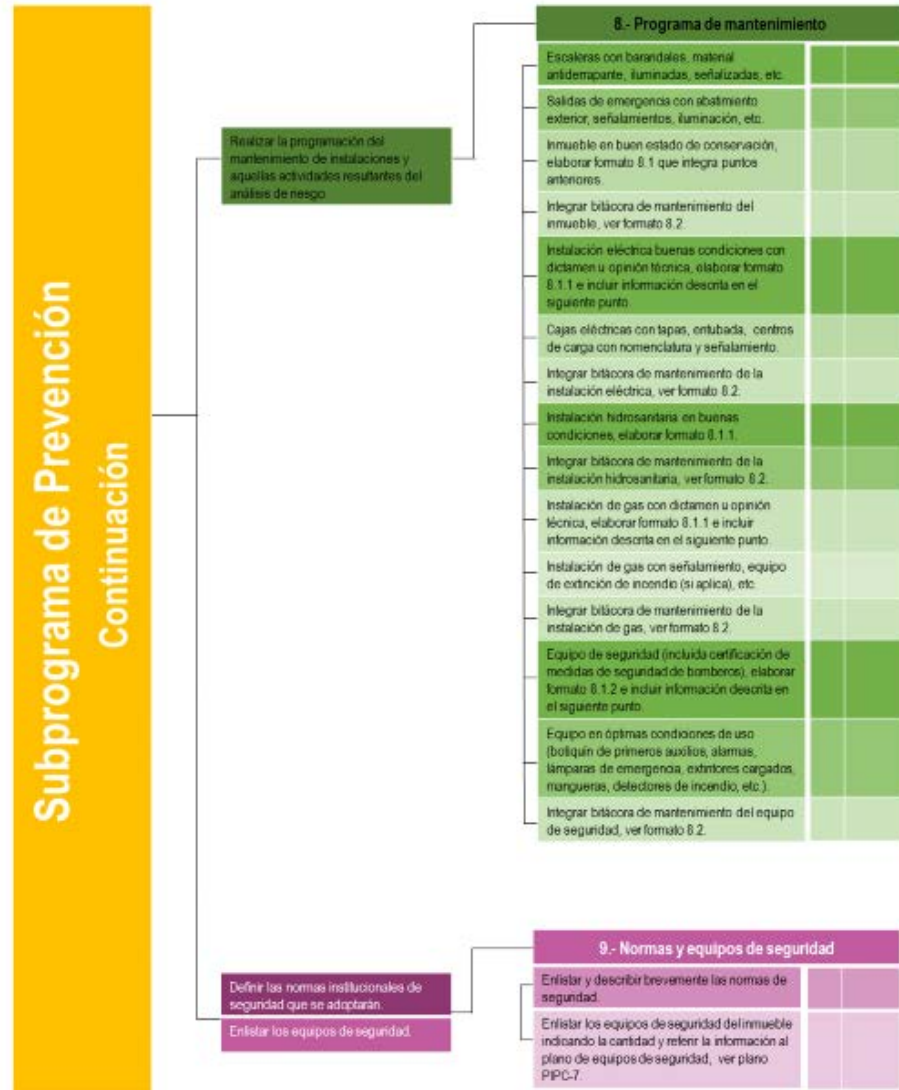 Subprograma de Prevención
Continuación
Realizar la programación del
mantenimiento de instalaciones y
aquellas actividades resultantes del
análisis de riesgo
8.- Programa de mantenimiento
Escaleras con barandales, material
antiderrapante, iluminadas, señalizadas, etc.
Salidas de emergencia con abatimiento
exterior, señalamientos, iluminación, etc.
Inmueble en buen estado de conservación,
elaborar formato 8.1 que integra puntos
anteriores.
Integrar bitácora de mantenimiento del
inmueble, ver formato 8.2.
Instalación eléctrica buenas condiciones con
dictamen u opinión técnica, elaborar formato
8.1.1 e incluir información descrita en el
siguiente punto.
Cajas eléctricas con tapas, entubada, centros
de carga con nomenclatura y señalamiento.
Integrar bitácora de mantenimiento de la
instalación eléctrica, ver formato 8.2.
Instalación hidrosanitaria en buenas
condiciones, elaborar formato 8.1.1.
Integrar bitácora de mantenimiento de la
instalación hidrosanitaria, ver formato 8.2.
Instalación de gas con dictamen u opinión
técnica, elaborar formato 8.1.1 e incluir
información descrita en el siguiente punto.
Instalación de gas con señalamiento, equipo
de extinción de incendio (si aplica), etc.
Integrar bitácora de mantenimiento de la
instalación de gas, ver formato 8.2.
Equipo de seguridad (incluida certificación de
medidas de seguridad de bomberos), elaborar
formato 8.1.2 e incluir información descrita en
el siguiente punto.
Equipo en óptimas condiciones de uso
(botiquín de primeros auxilios, alarmas,
lámparas de emergencia, extintores cargados,
mangueras, detectores de incendio, etc.).
Integrar bitácora de mantenimiento del equipo
de seguridad, ver formato 8.2.
Definir las normas institucionales de
seguridad que se adoptarán.
Enlistar los equipos de seguridad.
9.- Normas y equipos de seguridad
Enlistar y describir brevemente las normas de
seguridad.
Enlistar los equipos de seguridad del inmueble
indicando la cantidad y referir la información al
plano de equipos de seguridad, ver plano
PIPC-7.